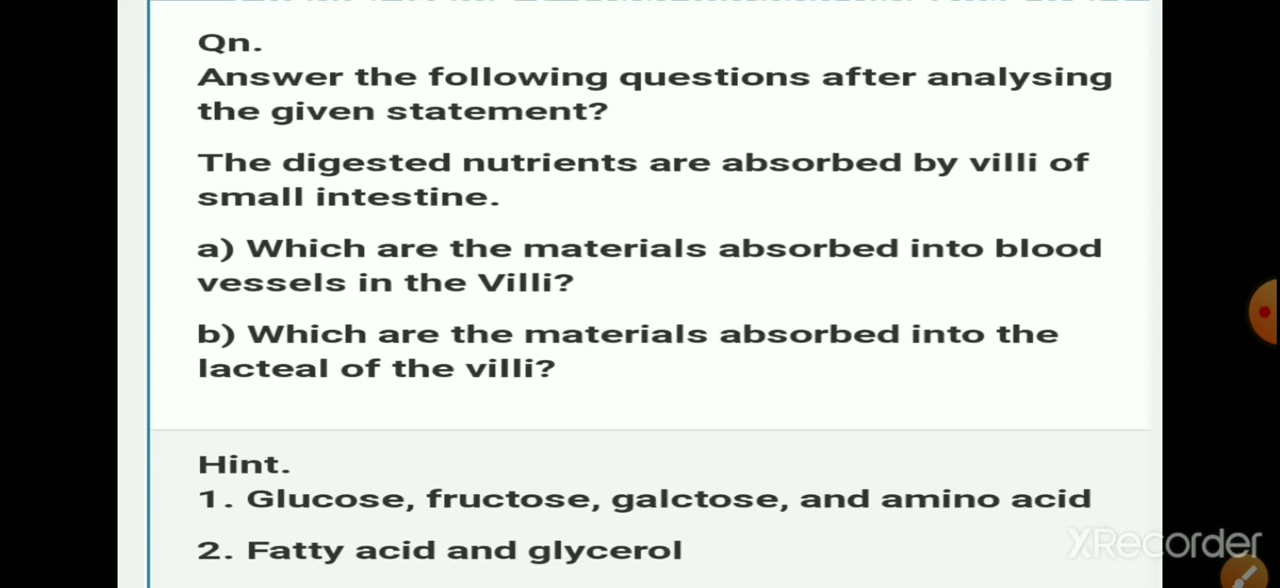 Qn.
Answer the following questions after analysing
the given statement?
The digested nutrients are absorbed by villi of
small intestine.
a) Which are the materials absorbed into blood
vessels in the Villi?
b) Which are the materials absorbed into the
lacteal of the villi?
Hint.
1. Glucose, fructose, galctose, and amino acid
2. Fatty acid and glycerol
XRecorder